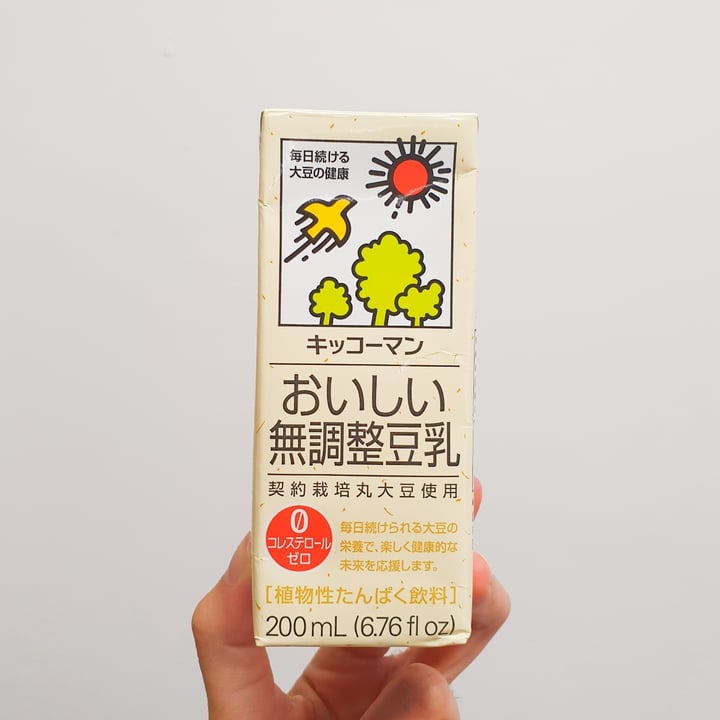 毎日続ける
大豆の健康
キッコーマン
おいしい
無調整豆乳
契約栽培丸大豆使用
0
コレステロール
ゼロ
毎日続けられる大豆の
栄養で、楽しく健康的な
未来を応援します。
[植物性たんぱく飲料]
200 mL (6.76 fl oz)